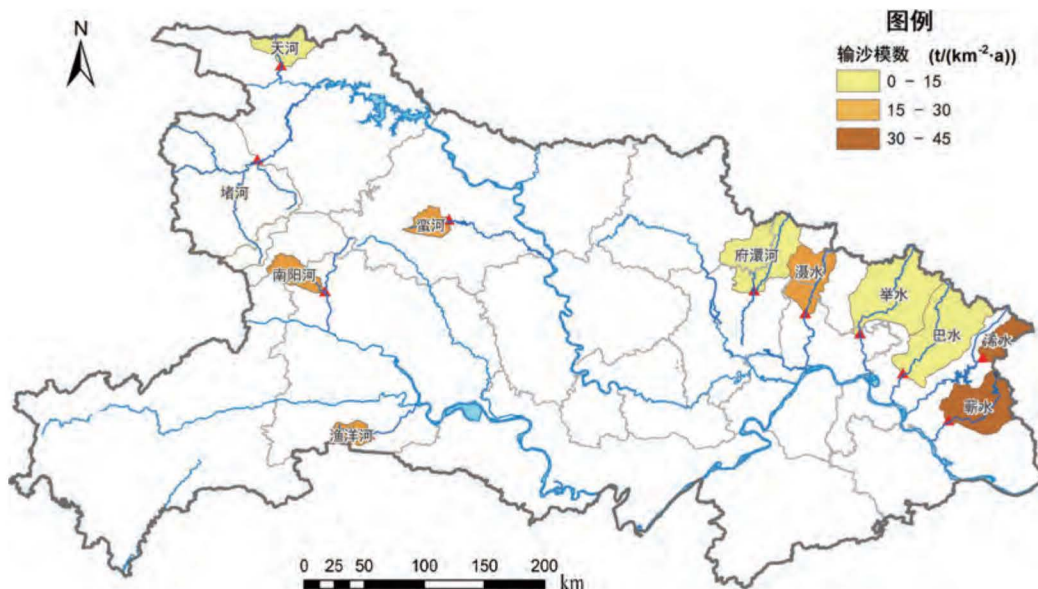 N
图例
输沙模数 (t/(km⁻²·a))
0 - 15
15 - 30
30 - 45
天河
堵河
蛮河
南阳河
府澴河
滠水
举水
巴水
浠水
蕲水
渔洋河
0 25 50 100 150 200
km